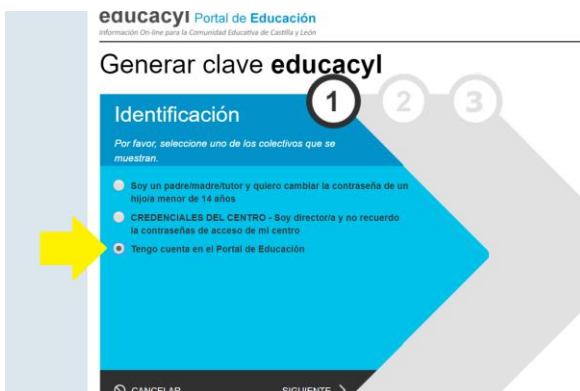 educacyl Portal de Educación
Información On-line para la Comunidad Educativa de Castilla y León
Generar clave educacyl
1 2 3
Identificación
Por favor, seleccione uno de los colectivos que se
muestran.
Soy un padre/madre/tutor y quiero cambiar la contraseña de un
hijo/a menor de 14 años
CREDENCIALES DEL CENTRO - Soy director/a y no recuerdo
la contraseñas de acceso de mi centro
Tengo cuenta en el Portal de Educación
CANCELAR SIGUIENTE